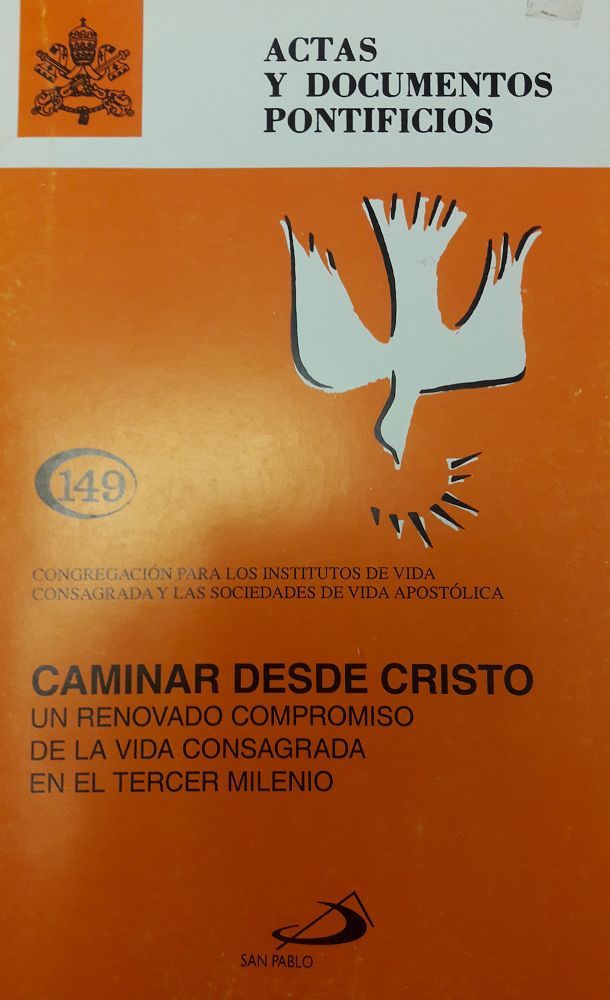 ACTAS
Y DOCUMENTOS
PONTIFICIOS
149
CONGREGACIÓN PARA LOS INSTITUTOS DE VIDA
CONSAGRADA Y LAS SOCIEDADES DE VIDA APOSTÓLICA
CAMINAR DESDE CRISTO
UN RENOVADO COMPROMISO
DE LA VIDA CONSAGRADA
EN EL TERCER MILENIO
SAN PABLO